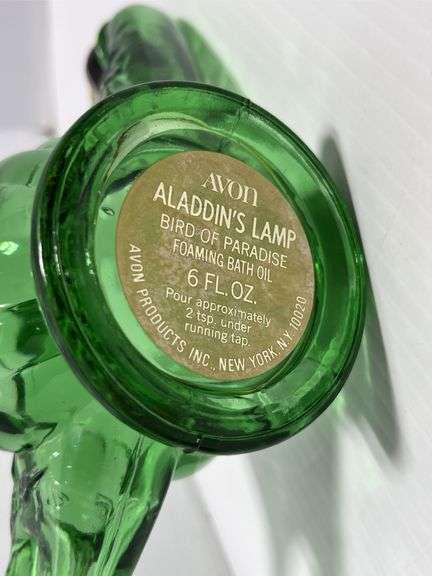 AVON
ALADDIN'S LAMP
BIRD OF PARADISE
FOAMING BATH OIL
6 FL. OZ.
Pour approximately
2 tsp. under
running tap.
AVON PRODUCTS INC., NEW YORK, N.Y. 10020